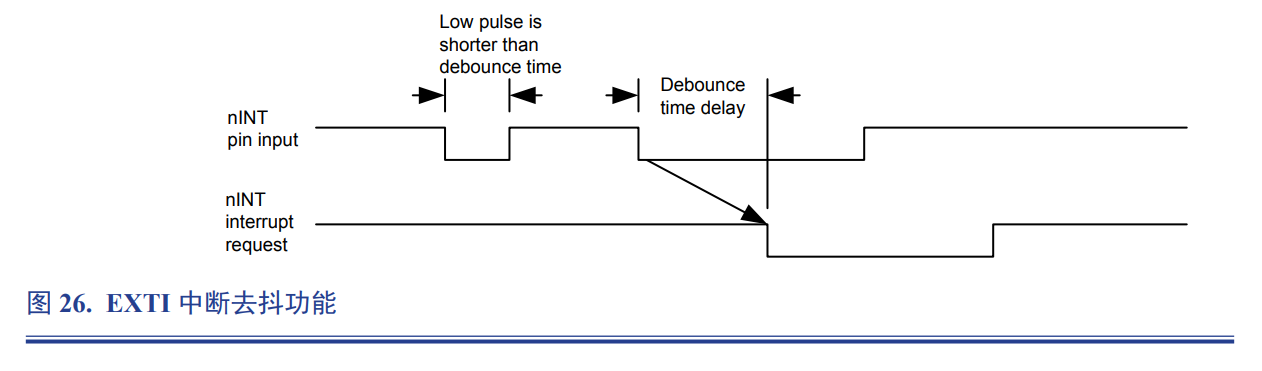 Low pulse is
shorter than
debounce time
Debounce
time delay
nINT
pin input
nINT
interrupt
request
图 26. EXTI 中断去抖功能